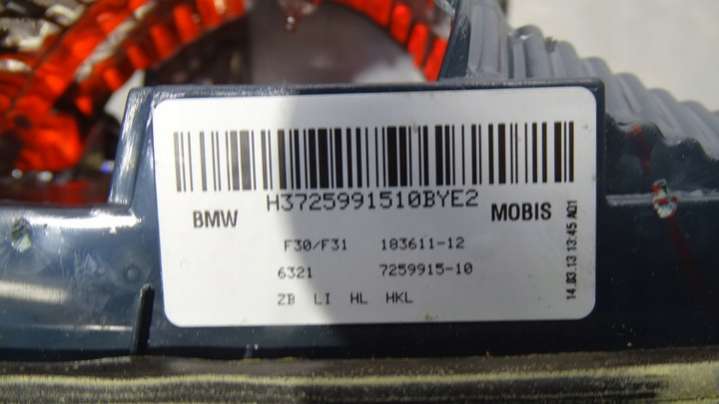 H3725991510BYE2
BMW MOBIS
F30/F31 183611-12
6321 7259915-10
ZB LI HL HKL
14.03.13 13:45 A01